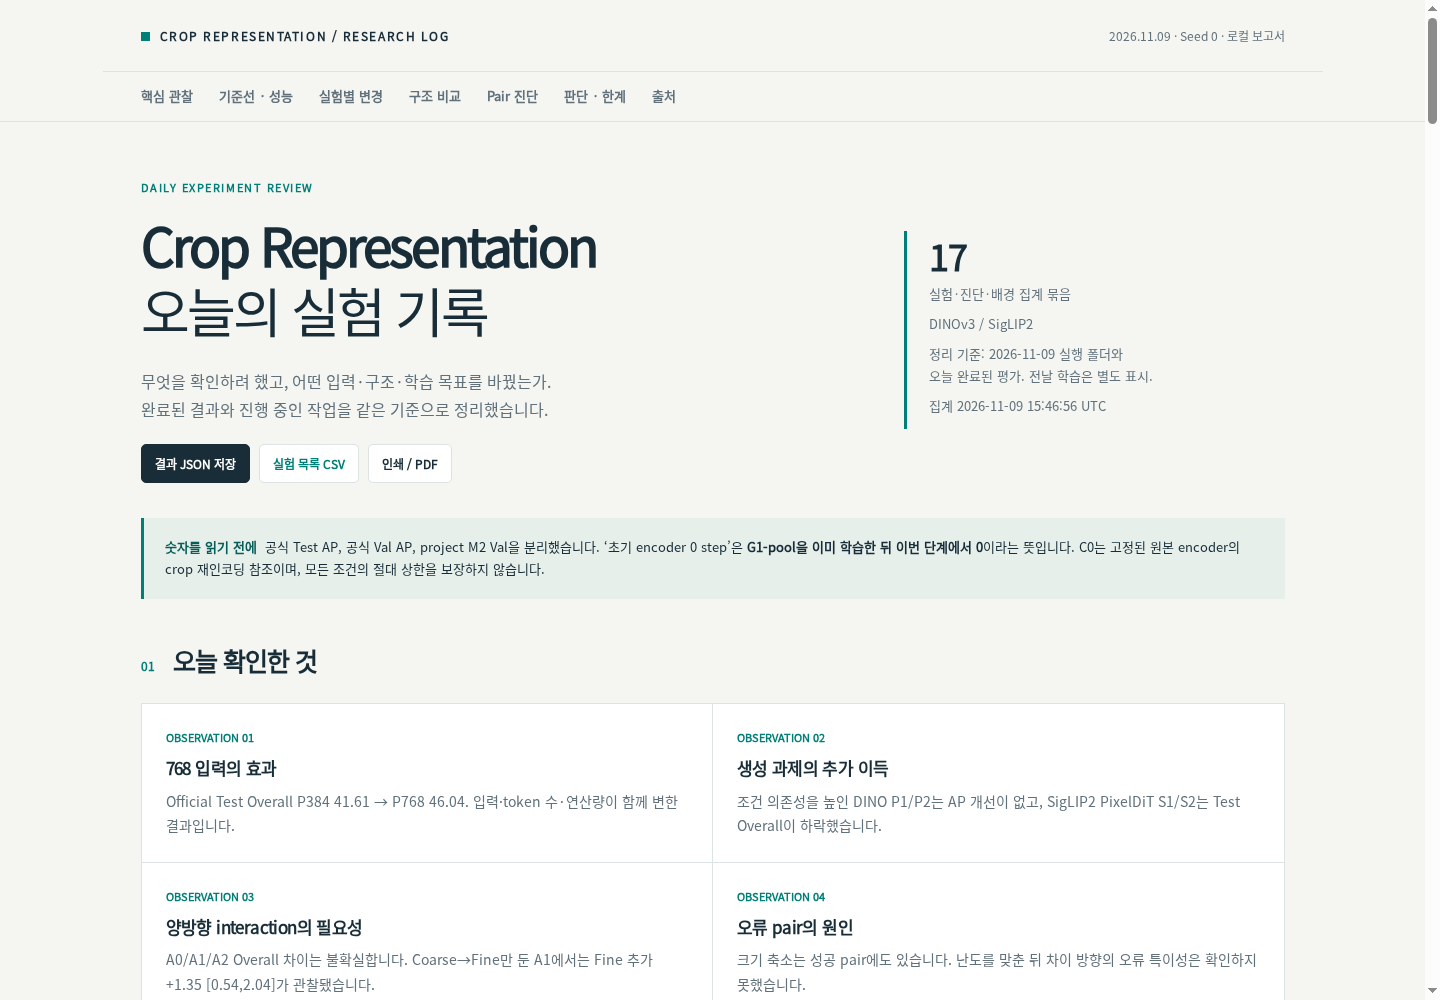 CROP REPRESENTATION / RESEARCH LOG
2026.11.09 · Seed 0 · 로컬 보고서
핵심 관찰 기준선 · 성능 실험별 변경 구조 비교 Pair 진단 판단 · 한계 출처
DAILY EXPERIMENT REVIEW
Crop Representation
오늘의 실험 기록
무엇을 확인하려 했고, 어떤 입력·구조·학습 목표를 바꿨는가.
완료된 결과와 진행 중인 작업을 같은 기준으로 정리했습니다.
결과 JSON 저장 실험 목록 CSV 인쇄 / PDF
17
실험·진단·배경 집계 묶음
DINOv3 / SigLIP2
정리 기준: 2026-11-09 실행 폴더와
오늘 완료된 평가. 전날 학습은 별도 표시.
집계 2026-11-09 15:46:56 UTC
숫자를 읽기 전에 공식 Test AP, 공식 Val AP, project M2 Val을 분리했습니다. ‘초기 encoder 0 step’은 G1-pool을 이미 학습한 뒤 이번 단계에서 0이라는 뜻입니다. C0는 고정된 원본 encoder의
crop 재인코딩 참조이며, 모든 조건의 절대 상한을 보장하지 않습니다.
01 오늘 확인한 것
OBSERVATION 01
768 입력의 효과
Official Test Overall P384 41.61 → P768 46.04. 입력·token 수·연산량이 함께 변한
결과입니다.
OBSERVATION 02
생성 과제의 추가 이득
조건 의존성을 높인 DINO P1/P2는 AP 개선이 없고, SigLIP2 PixelDiT S1/S2는 Test
Overall이 하락했습니다.
OBSERVATION 03
양방향 interaction의 필요성
A0/A1/A2 Overall 차이는 불확실합니다. Coarse→Fine만 둔 A1에서는 Fine 추가
+1.35 [0.54,2.04]가 관찰됐습니다.
OBSERVATION 04
오류 pair의 원인
크기 축소는 성공 pair에도 있습니다. 난도를 맞춘 뒤 차이 방향의 오류 특이성은 확인하지
못했습니다.